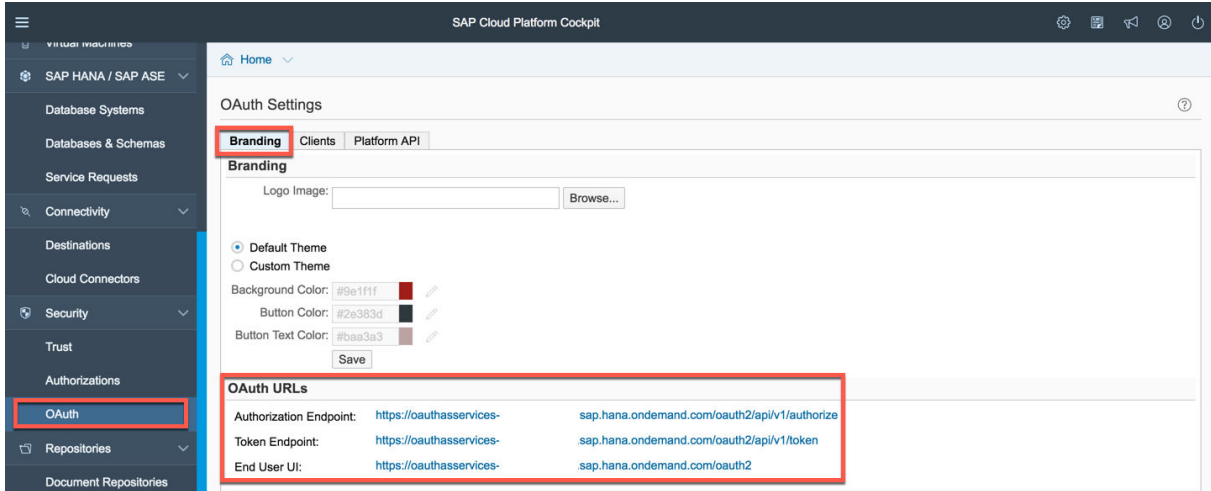 SAP Cloud Platform Cockpit
Virtual Machines
SAP HANA / SAP ASE
Database Systems
Databases & Schemas
Service Requests
Connectivity
Destinations
Cloud Connectors
Security
Trust
Authorizations
OAuth
Repositories
Document Repositories
Home
OAuth Settings
Branding Clients Platform API
Branding
Logo Image: Browse...
Default Theme
Custom Theme
Background Color: #9e1f1f
Button Color: #2e383d
Button Text Color: #baa3a3
Save
OAuth URLs
Authorization Endpoint: https://oauthasservices- sap.hana.ondemand.com/oauth2/api/v1/authorize
Token Endpoint: https://oauthasservices- .sap.hana.ondemand.com/oauth2/api/v1/token
End User UI: https://oauthasservices- .sap.hana.ondemand.com/oauth2